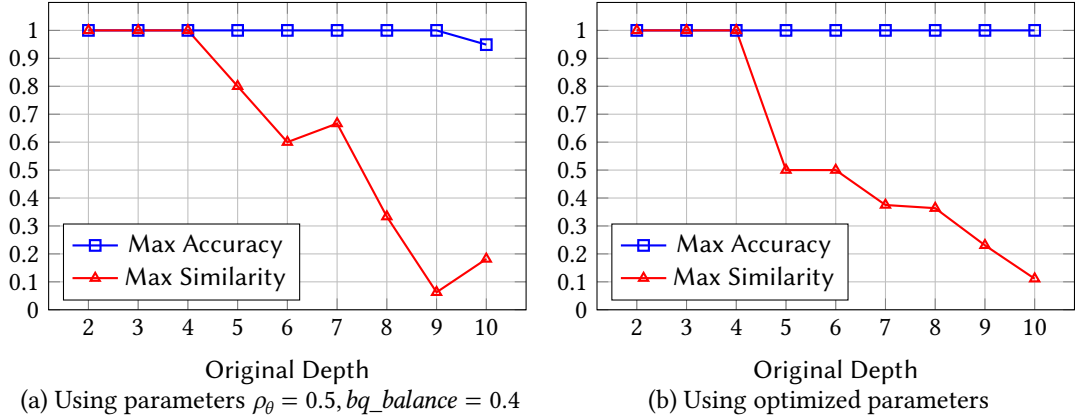 1
0.9
0.8
0.7
0.6
0.5
0.4
0.3
0.2
0.1
0
Max Accuracy
Max Similarity
2 3 4 5 6 7 8 9 10
Original Depth
(a) Using parameters ρ_θ = 0.5, bq_balance = 0.4
1
0.9
0.8
0.7
0.6
0.5
0.4
0.3
0.2
0.1
0
Max Accuracy
Max Similarity
2 3 4 5 6 7 8 9 10
Original Depth
(b) Using optimized parameters